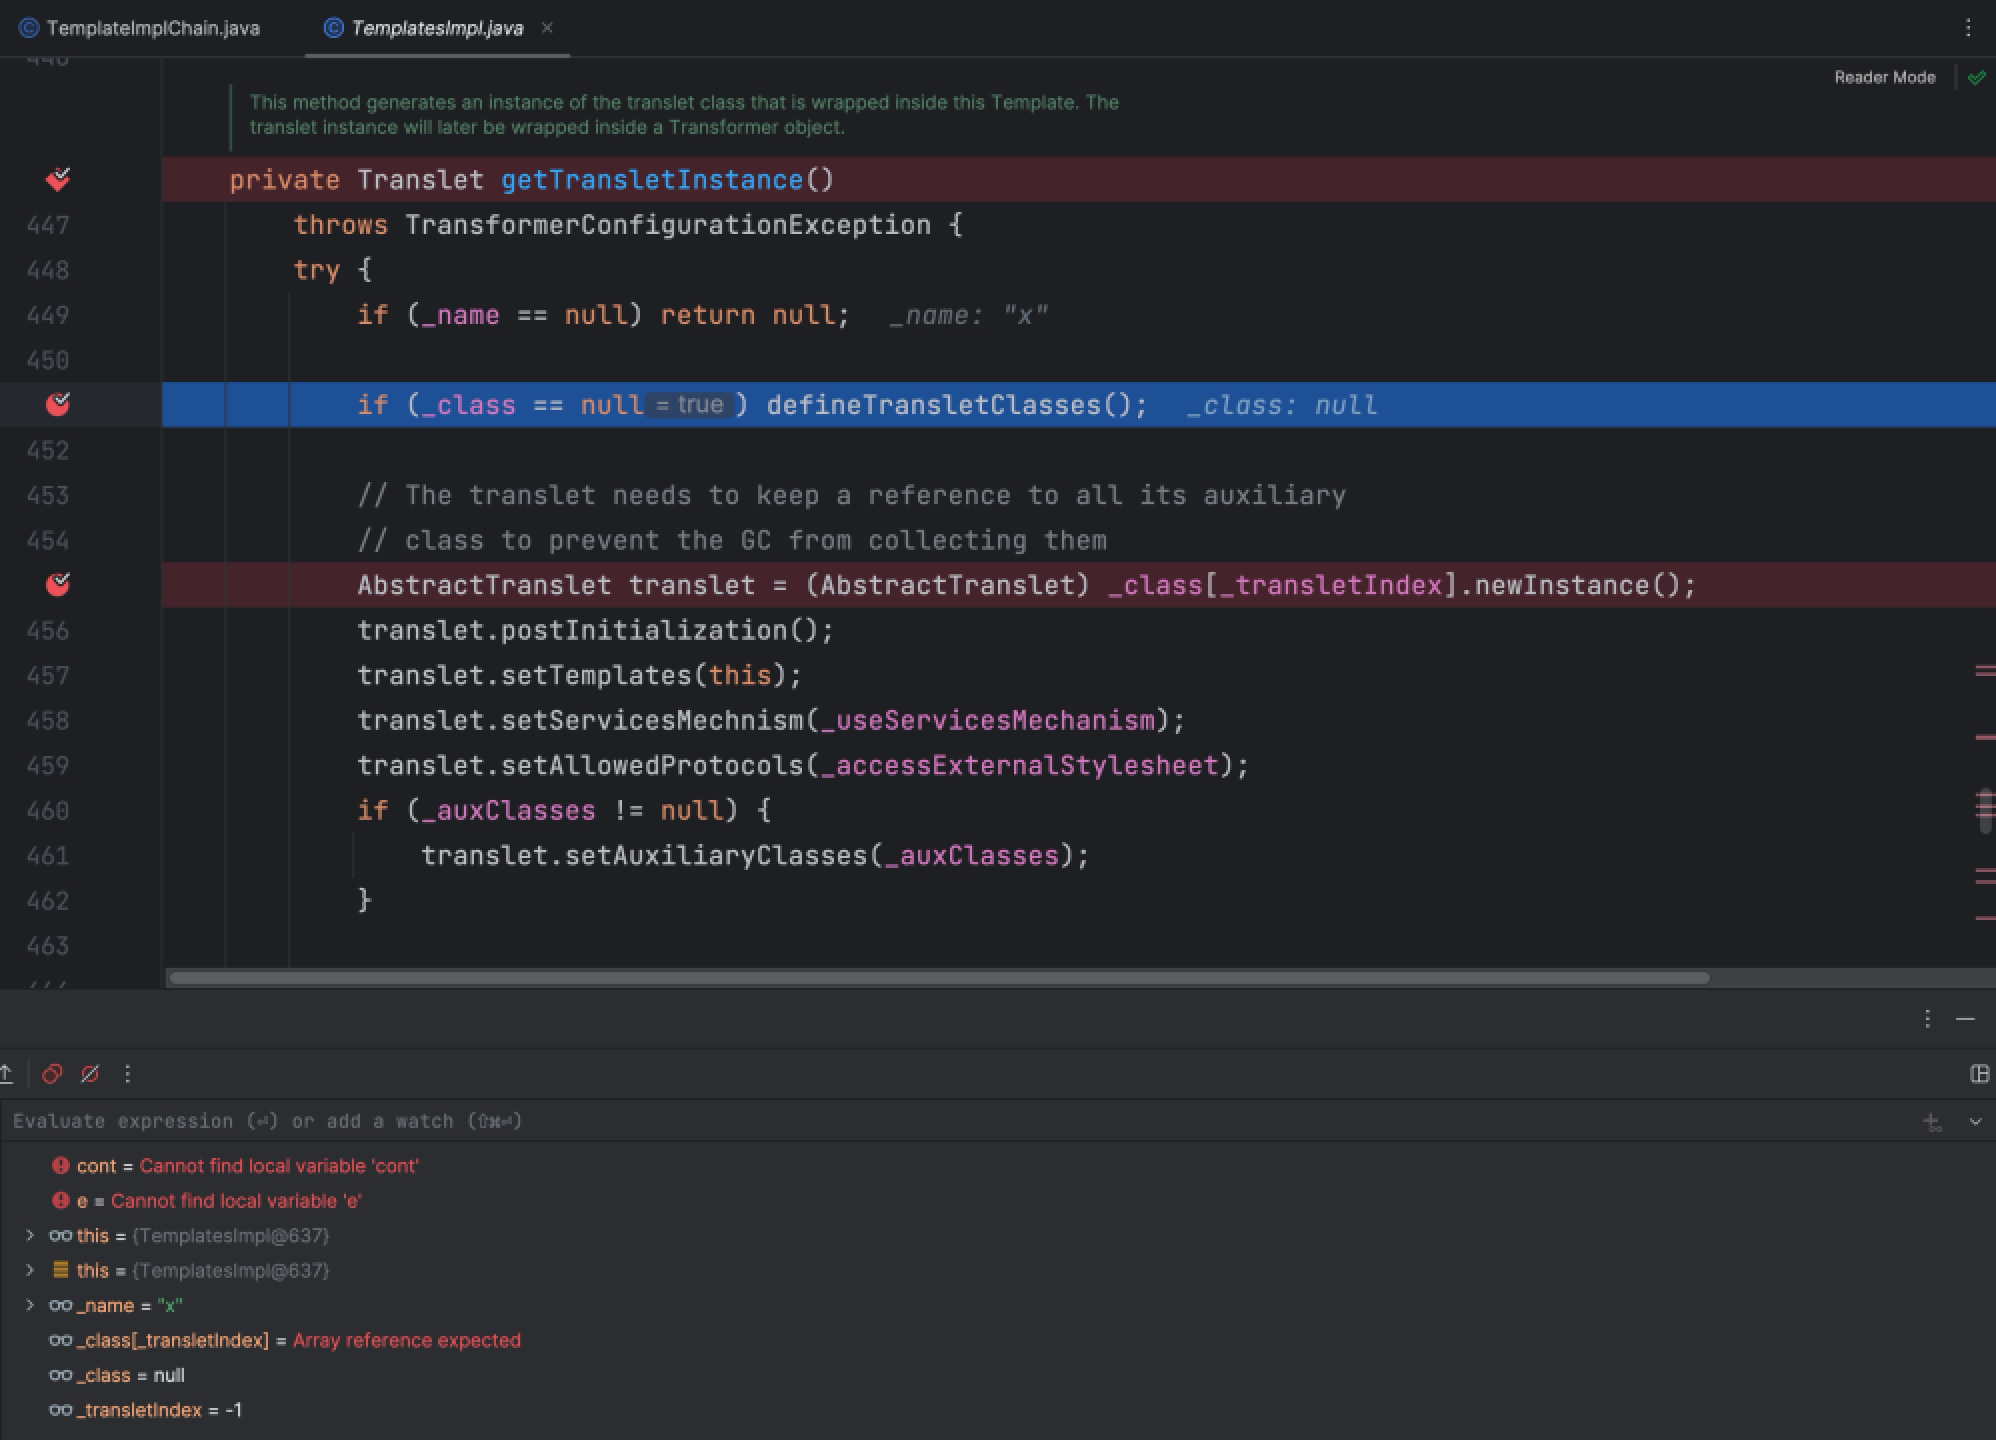 TemplateImplChain.java
TemplatesImpl.java
446
Reader Mode
This method generates an instance of the translet class that is wrapped inside this Template. The
translet instance will later be wrapped inside a Transformer object.
private Translet getTransletInstance()
447 throws TransformerConfigurationException {
448 try {
449 if (_name == null) return null; _name: "x"
450
if (_class == null = true ) defineTransletClasses(); _class: null
452
453 // The translet needs to keep a reference to all its auxiliary
454 // class to prevent the GC from collecting them
AbstractTranslet translet = (AbstractTranslet) _class[_transletIndex].newInstance();
456 translet.postInitialization();
457 translet.setTemplates(this);
458 translet.setServicesMechnism(_useServicesMechanism);
459 translet.setAllowedProtocols(_accessExternalStylesheet);
460 if (_auxClasses != null) {
461 translet.setAuxiliaryClasses(_auxClasses);
462 }
463
Evaluate expression (⏎) or add a watch (⇧⌘⏎)
cont = Cannot find local variable 'cont'
e = Cannot find local variable 'e'
this = {TemplatesImpl@637}
this = {TemplatesImpl@637}
_name = "x"
_class[_transletIndex] = Array reference expected
_class = null
_transletIndex = -1